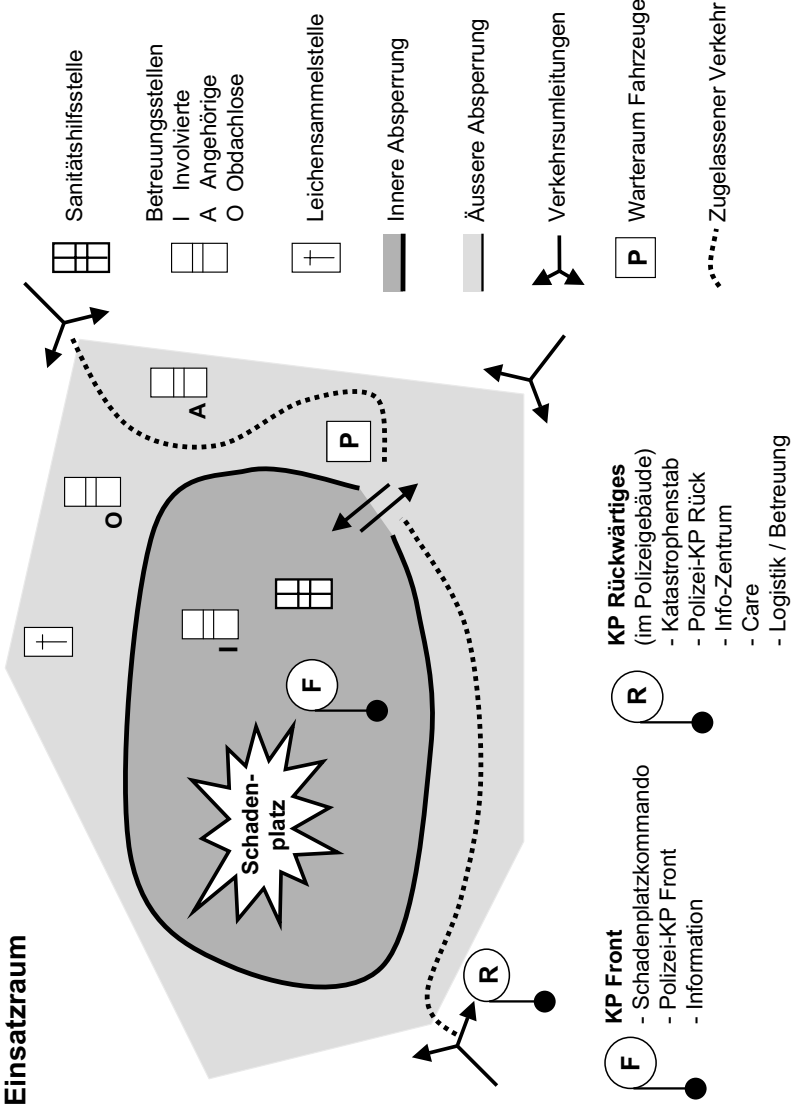 Einsatzraum
O
A
I
P
F
Schaden-
platz
R
Sanitätshilfsstelle
Betreuungsstellen
I Involvierte
A Angehörige
O Obdachlose
Leichensammelstelle
Innere Absperrung
Äussere Absperrung
Verkehrsumleitungen
P Warteraum Fahrzeuge
Zugelassener Verkehr
F
KP Front
- Schadenplatzkommando
- Polizei-KP Front
- Information
R
KP Rückwärtiges
(im Polizeigebäude)
- Katastrophenstab
- Polizei-KP Rück
- Info-Zentrum
- Care
- Logistik / Betreuung